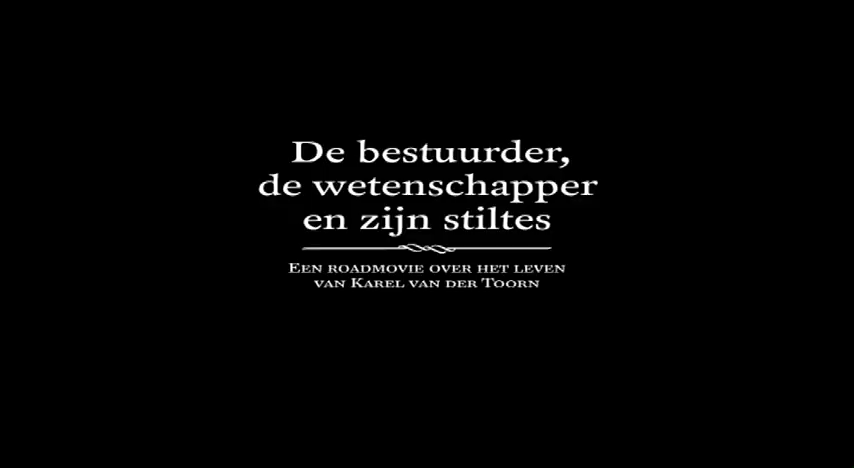 De bestuurder,
de wetenschapper
en zijn stiltes
Een roadmovie over het leven
van Karel van der Toorn